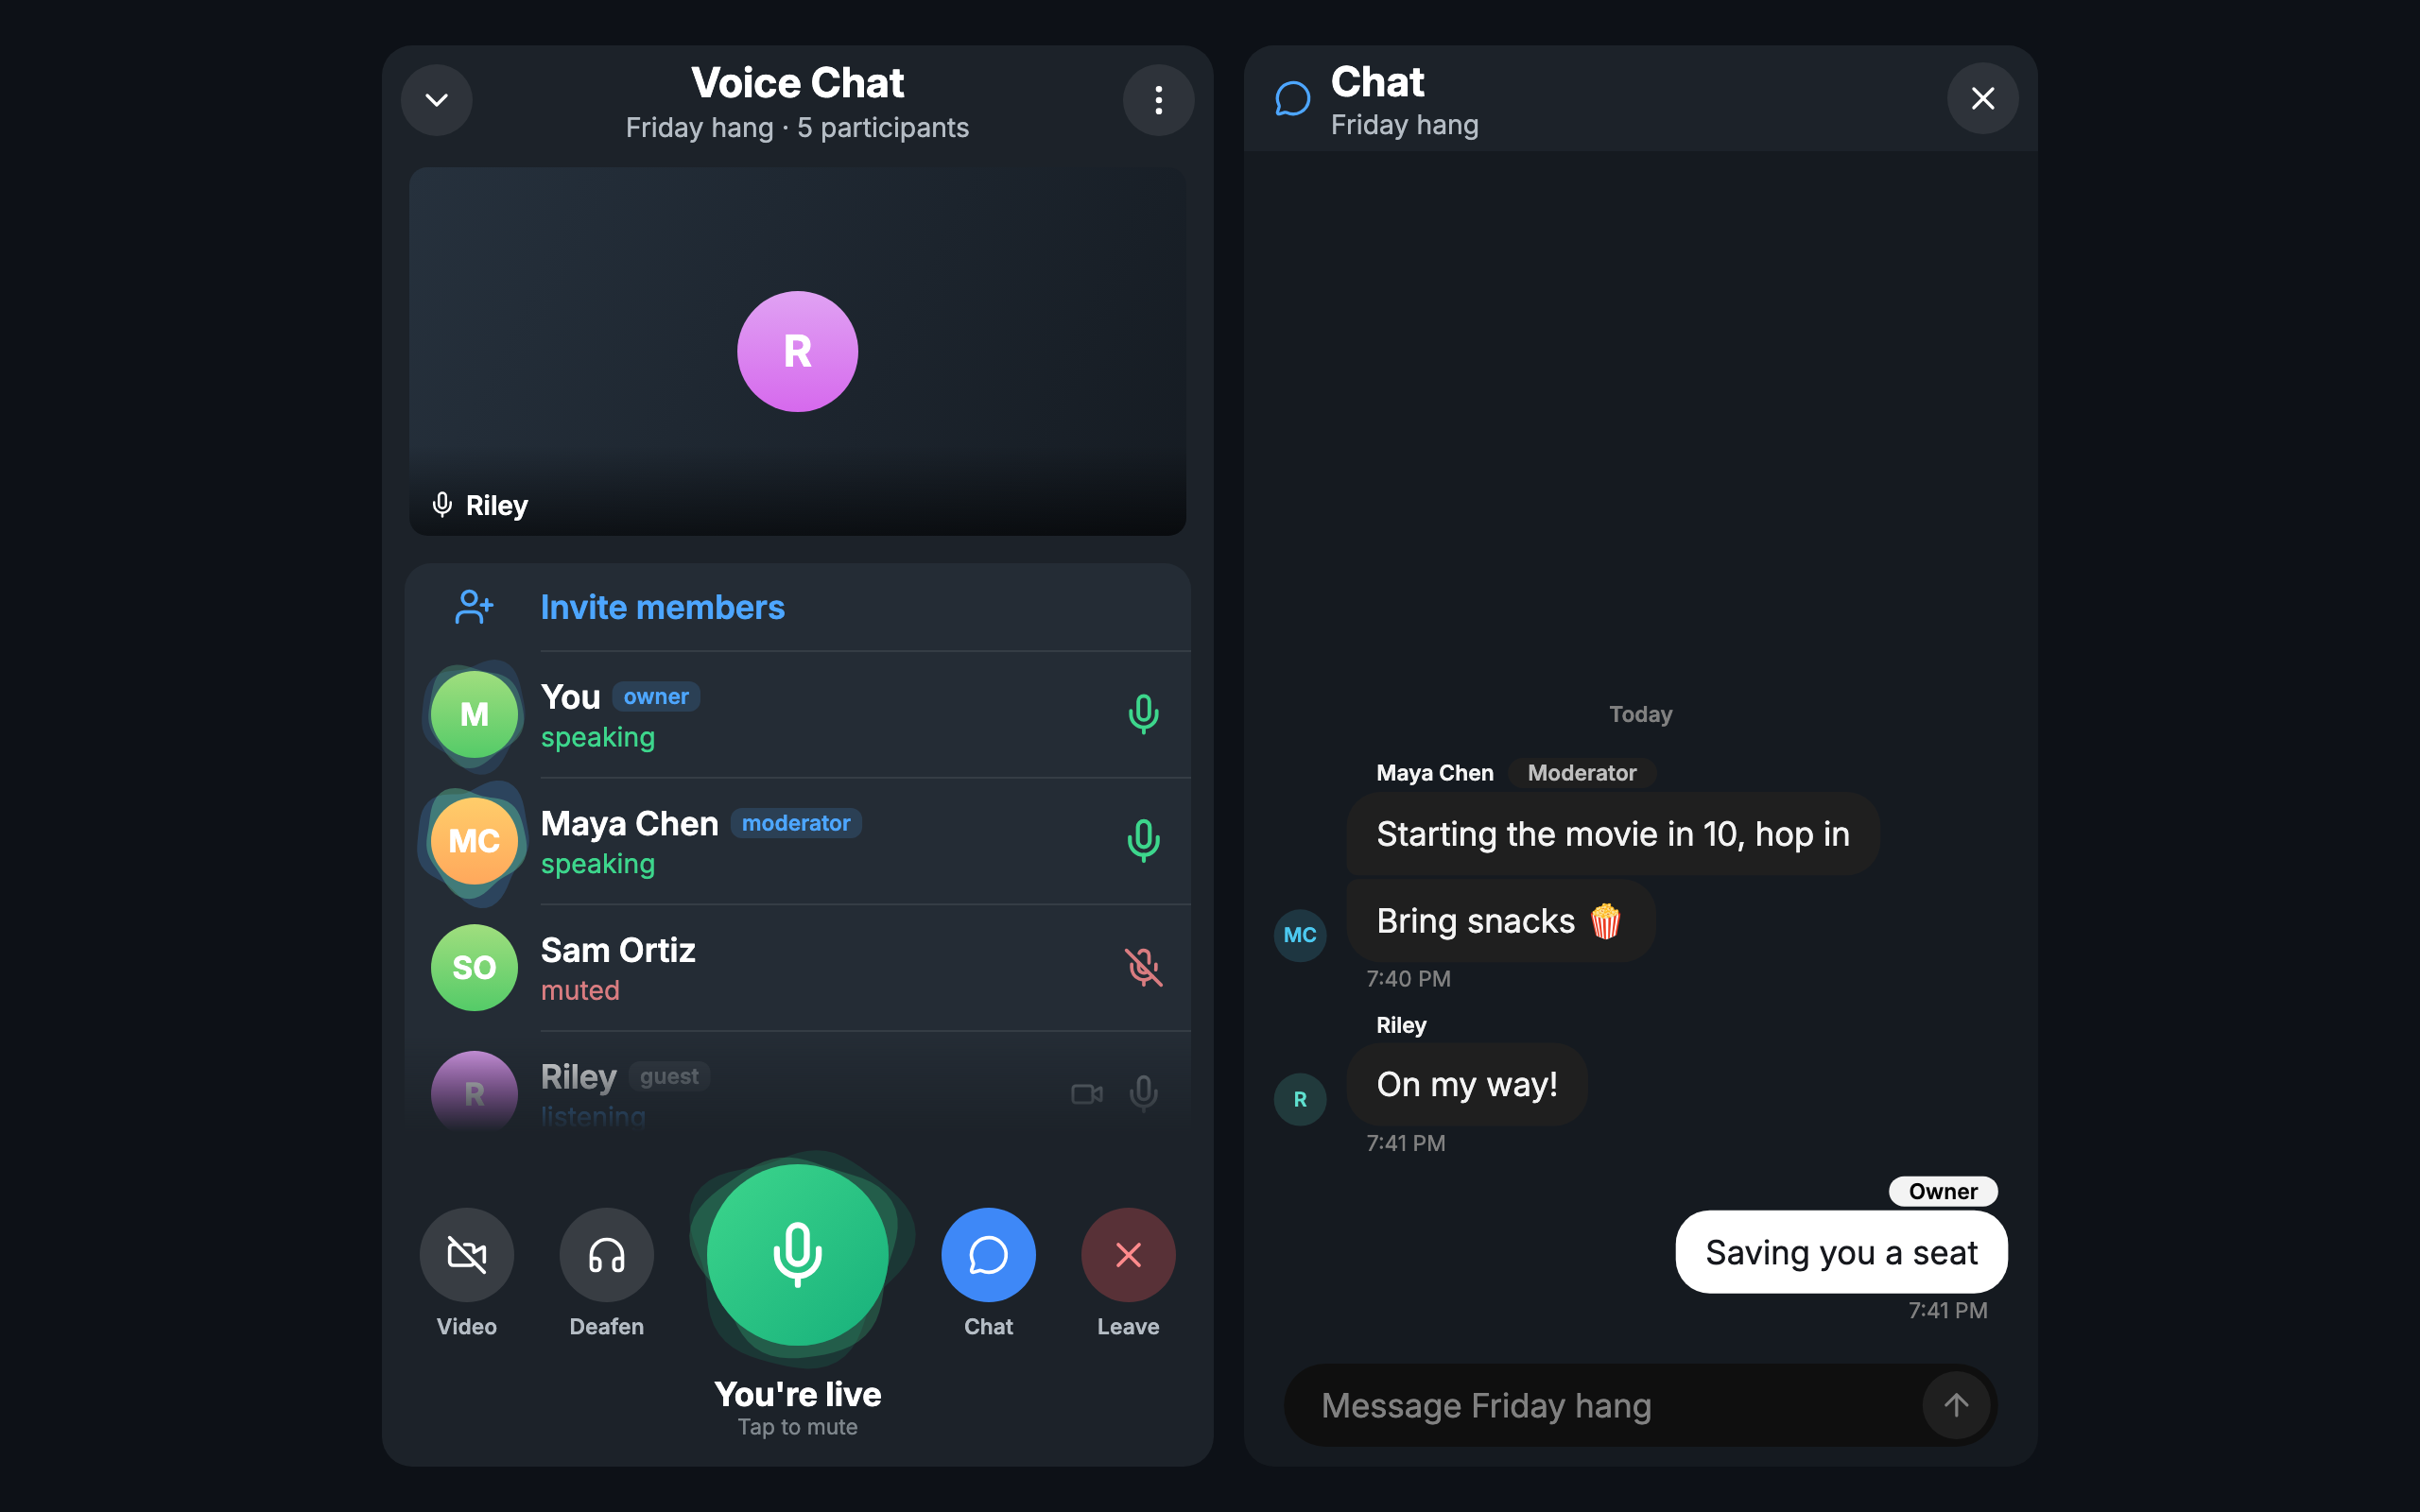 Voice Chat
Friday hang · 5 participants
R
Riley
Invite members
M
You owner
speaking
MC
Maya Chen moderator
speaking
SO
Sam Ortiz
muted
R
Riley guest
listening
Video
Deafen
Chat
Leave
You're live
Tap to mute
Chat
Friday hang
Today
Maya Chen Moderator
Starting the movie in 10, hop in
Bring snacks 🍿
MC
7:40 PM
Riley
On my way!
R
7:41 PM
Owner
Saving you a seat
7:41 PM
Message Friday hang